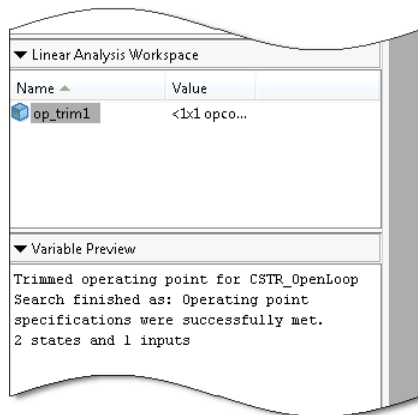 ▼ Linear Analysis Workspace
Name Value
op_trim1 <1x1 opco...
▼ Variable Preview
Trimmed operating point for CSTR_OpenLoop
Search finished as: Operating point
specifications were successfully met.
2 states and 1 inputs